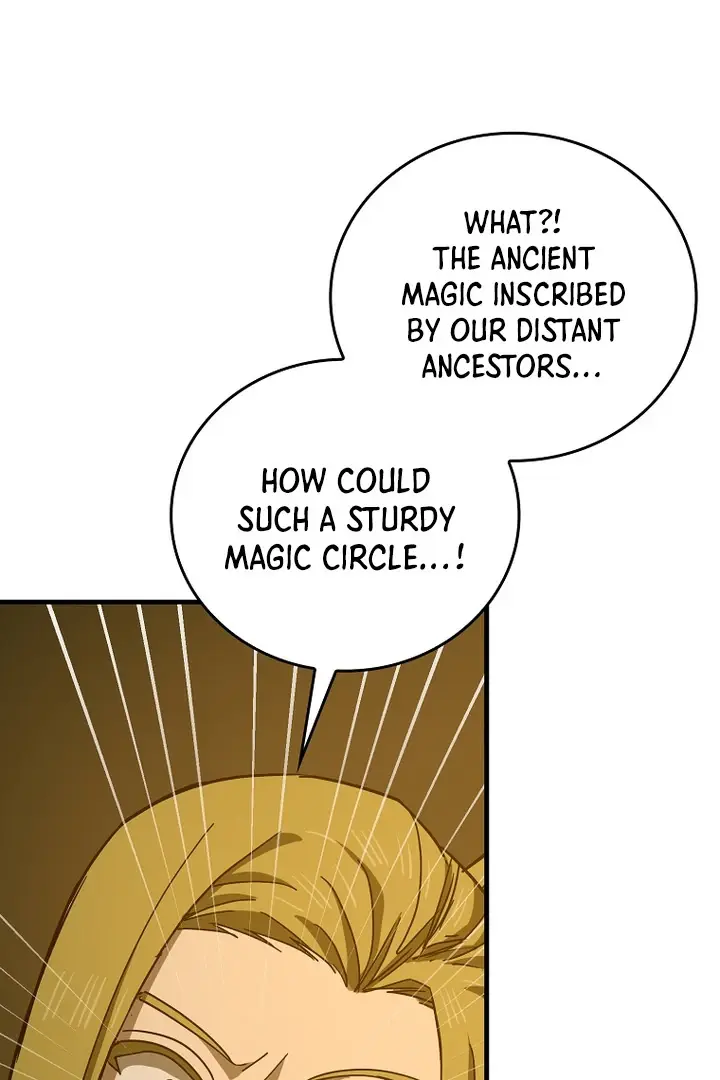 WHAT?!
THE ANCIENT
MAGIC INSCRIBED
BY OUR DISTANT
ANCESTORS...
HOW COULD
SUCH A STURDY
MAGIC CIRCLE...!